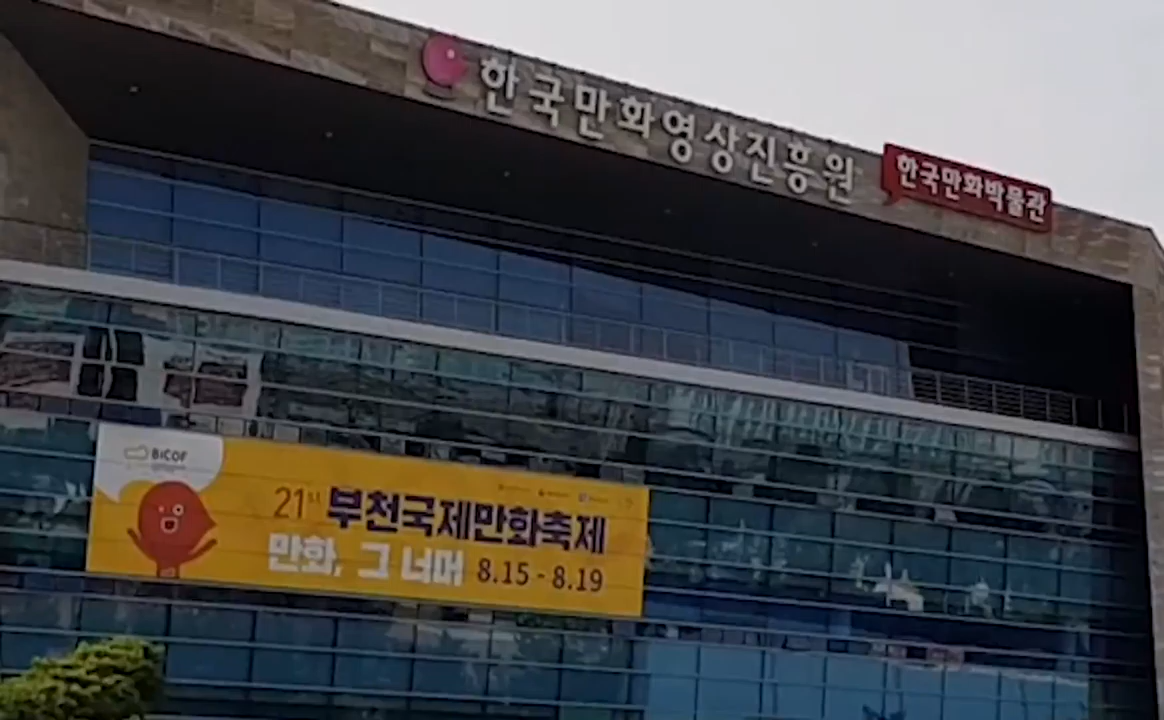 한국만화영상진흥원
한국만화박물관
BICOF
21st 부천국제만화축제
만화, 그 너머 8.15 - 8.19